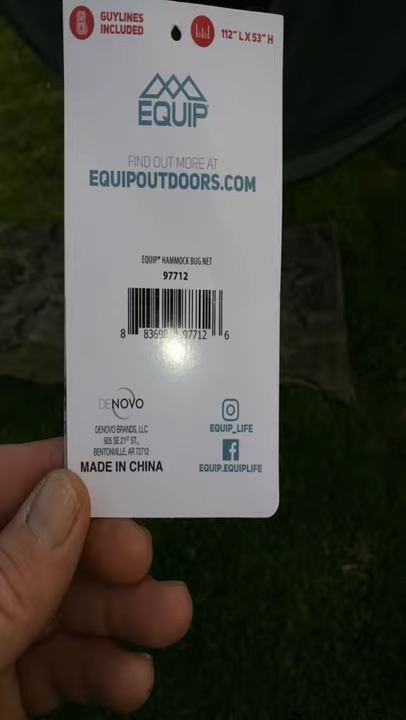 GUYLINES
INCLUDED
112" L X 53" H
EQUIP
FIND OUT MORE AT
EQUIPOUTDOORS.COM
EQUIP® HAMMOCK BUG NET
97712
8 83698 97712 6
DENOVO
DENOVO BRANDS, LLC
905 SE 21ST ST.,
BENTONVILLE, AR 72712
MADE IN CHINA
EQUIP_LIFE
EQUIP.EQUIPLIFE